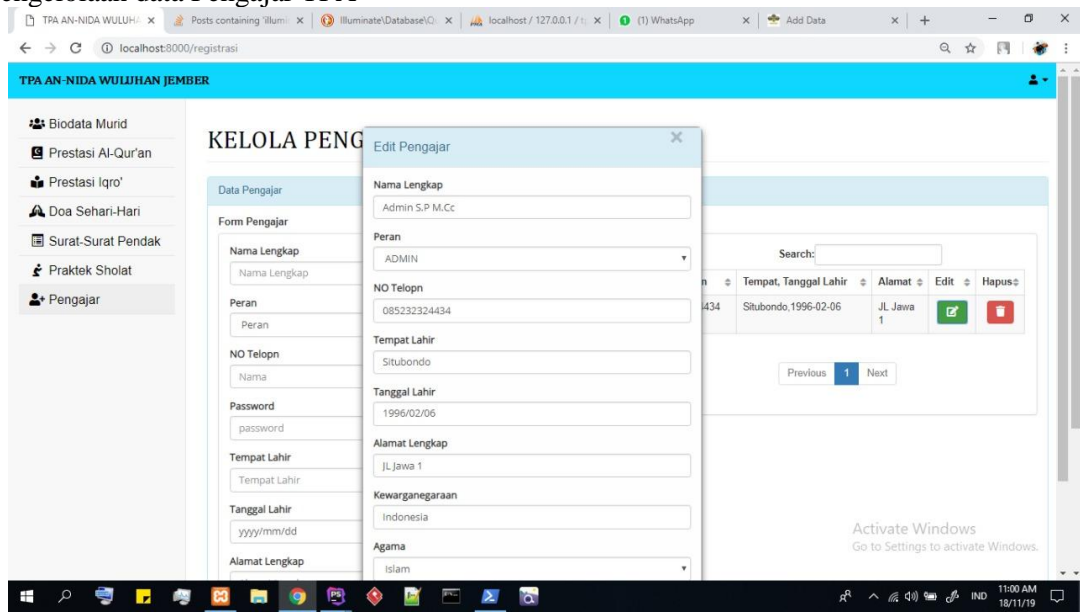 TPA AN-NIDA WULUH
Posts containing 'illumi
Illuminate\Database\Q
localhost / 127.0.0.1 / t
(1) WhatsApp
Add Data
localhost:8000/registrasi
TPA AN-NIDA WULUHAN JEMBER
Biodata Murid
Prestasi Al-Qur'an
Prestasi Iqro'
Doa Sehari-Hari
Surat-Surat Pendak
Praktek Sholat
Pengajar
KELOLA PENG
Data Pengajar
Form Pengajar
Nama Lengkap
Nama Lengkap
Peran
Peran
NO Telopn
Nama
Password
password
Tempat Lahir
Tempat Lahir
Tanggal Lahir
yyyy/mm/dd
Alamat Lengkap
Edit Pengajar
×
Nama Lengkap
Admin S.P M.Cc
Peran
ADMIN
NO Telopn
085232324434
Tempat Lahir
Situbondo
Tanggal Lahir
1996/02/06
Alamat Lengkap
JL Jawa 1
Kewarganegaraan
Indonesia
Agama
Islam
Search:
n Tempat, Tanggal Lahir Alamat Edit Hapus
434 Situbondo,1996-02-06 JL Jawa
1
Previous 1 Next
Activate Windows
Go to Settings to activate Windows.
IND
11:00 AM
18/11/19